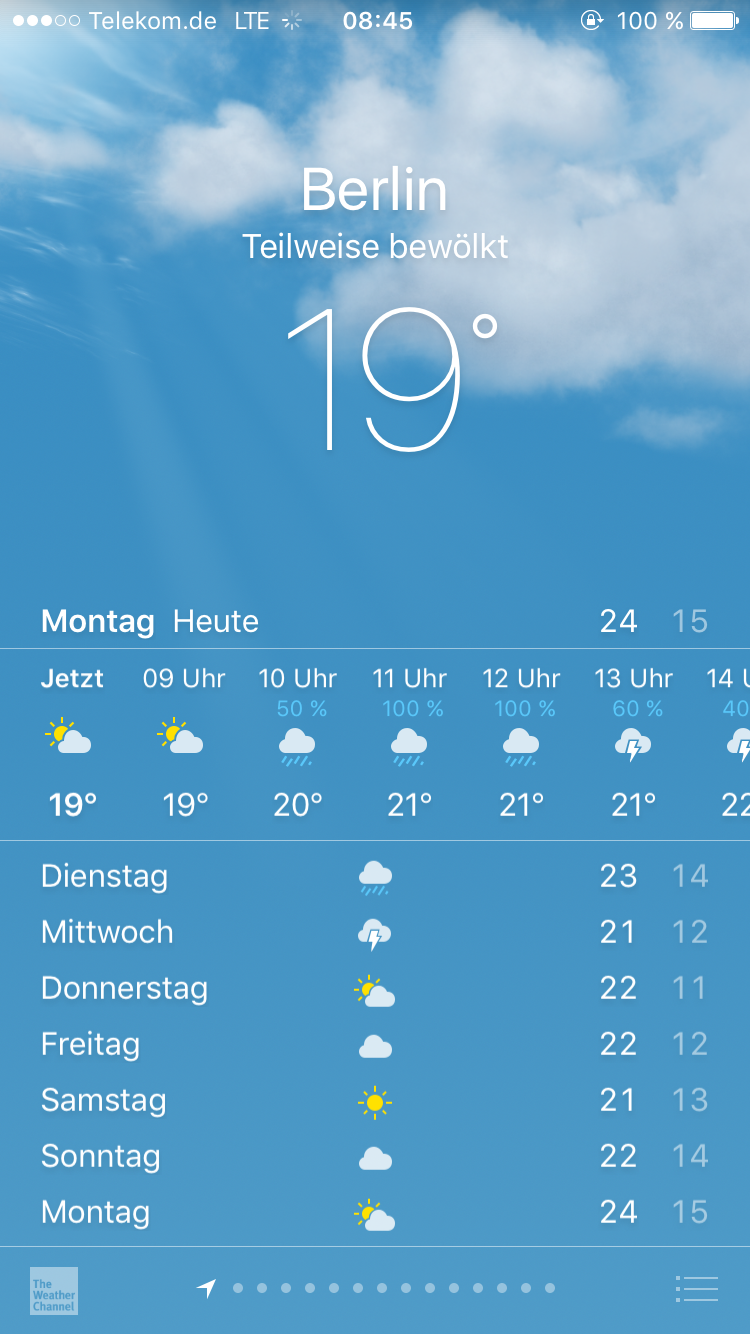 Telekom.de LTE 08:45 100 %
Berlin
Teilweise bewölkt
19°
Montag Heute 24 15
Jetzt 09 Uhr 10 Uhr 11 Uhr 12 Uhr 13 Uhr 14 U
50 % 100 % 100 % 60 % 40
19° 19° 20° 21° 21° 21° 22
Dienstag 23 14
Mittwoch 21 12
Donnerstag 22 11
Freitag 22 12
Samstag 21 13
Sonntag 22 14
Montag 24 15
The
Weather
Channel